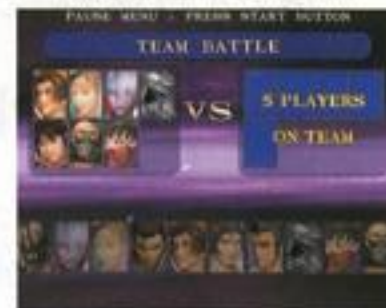 PAUSE MENU - PRESS START BUTTON
TEAM BATTLE
VS
5 PLAYERS
ON TEAM